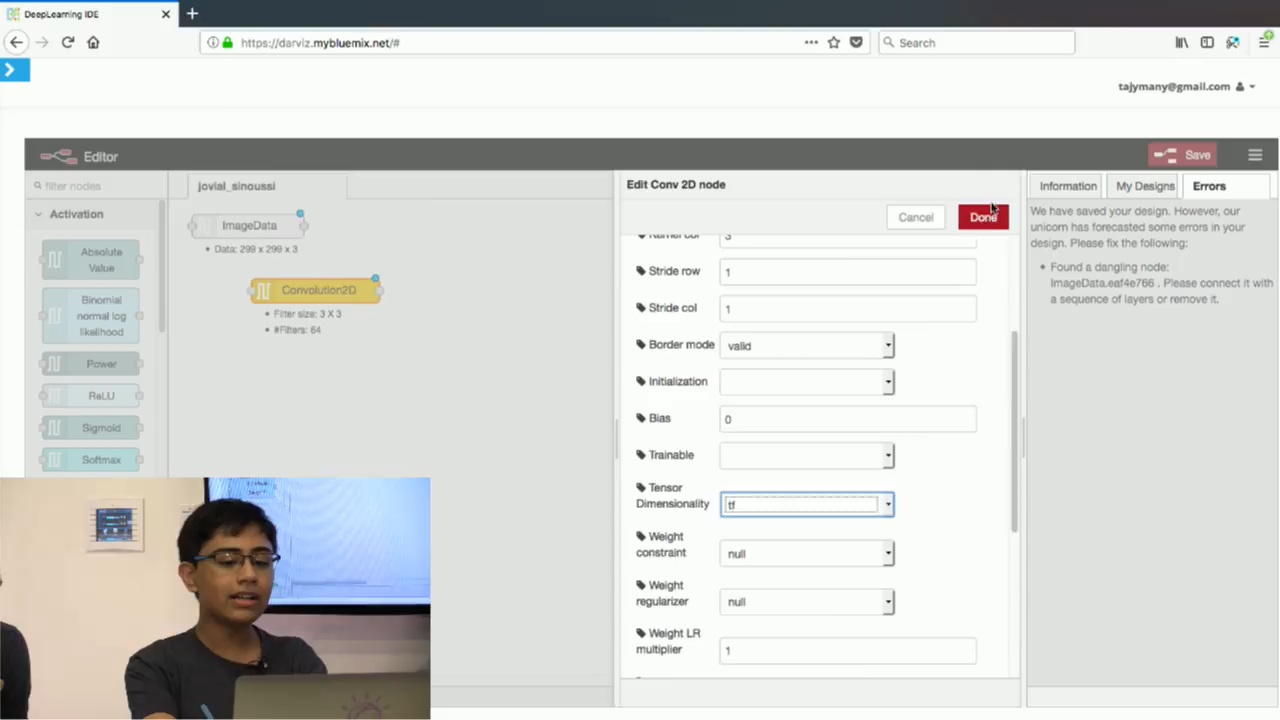 DeepLearning IDE
https://darviz.mybluemix.net/#
Search
tajymany@gmail.com
Editor
Save
filter nodes
jovial_sinoussi
Edit Conv 2D node
Information
My Designs
Errors
Activation
Absolute
Value
Binomial
normal log
likelihood
Power
ReLU
Sigmoid
Softmax
ImageData
Data: 299 x 299 x 3
Convolution2D
Filter size: 3 X 3
#Filters: 64
Cancel
Done
Kernel col 3
Stride row 1
Stride col 1
Border mode valid
Initialization
Bias 0
Trainable
Tensor
Dimensionality tf
Weight
constraint null
Weight
regularizer null
Weight LR
multiplier 1
We have saved your design. However, our
unicorn has forecasted some errors in your
design. Please fix the following:
Found a dangling node:
ImageData.eaf4e766 . Please connect it with
a sequence of layers or remove it.